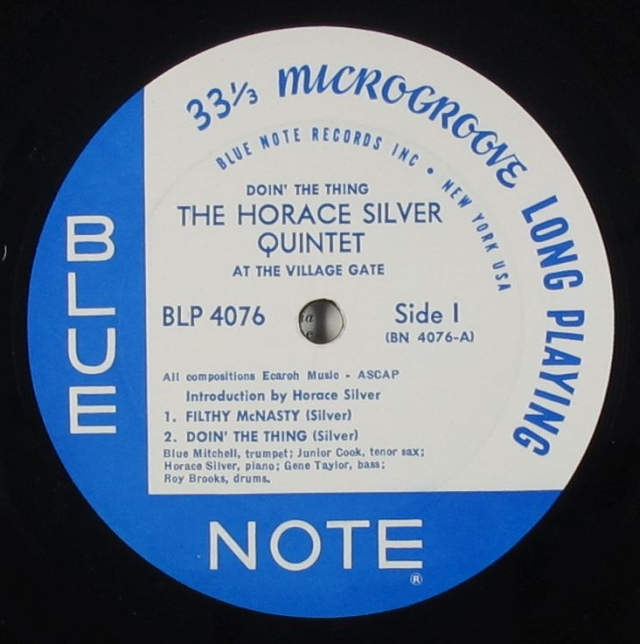 33⅓ MICROGROOVE LONG PLAYING
BLUE NOTE RECORDS INC • NEW YORK USA
DOIN' THE THING
THE HORACE SILVER
QUINTET
AT THE VILLAGE GATE
BLP 4076
Side 1
(BN 4076-A)
All compositions Ecaroh Music - ASCAP
Introduction by Horace Silver
1. FILTHY McNASTY (Silver)
2. DOIN' THE THING (Silver)
Blue Mitchell, trumpet; Junior Cook, tenor sax;
Horace Silver, piano; Gene Taylor, bass;
Roy Brooks, drums.
BLUE
NOTE
®